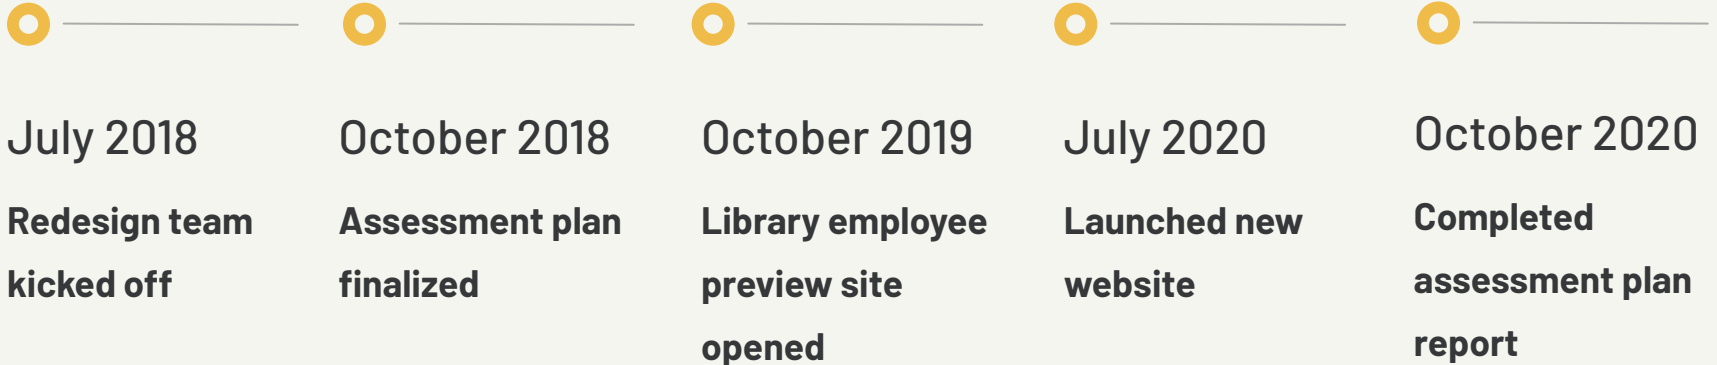 July 2018
Redesign team
kicked off
October 2018
Assessment plan
finalized
October 2019
Library employee
preview site
opened
July 2020
Launched new
website
October 2020
Completed
assessment plan
report